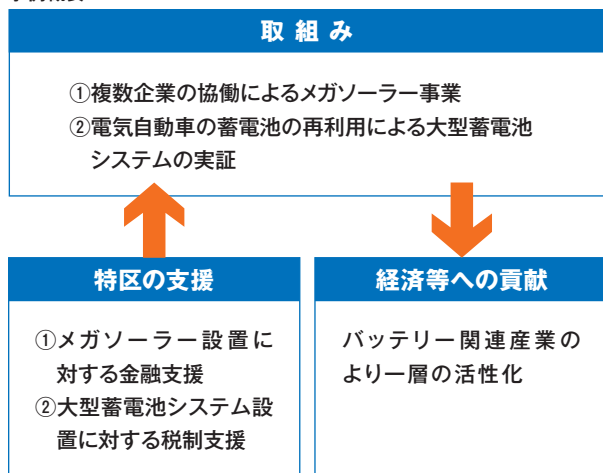 取組み
①複数企業の協働によるメガソーラー事業
②電気自動車の蓄電池の再利用による大型蓄電池
システムの実証
特区の支援
①メガソーラー設置に
対する金融支援
②大型蓄電池システム設
置に対する税制支援
経済等への貢献
バッテリー関連産業の
より一層の活性化